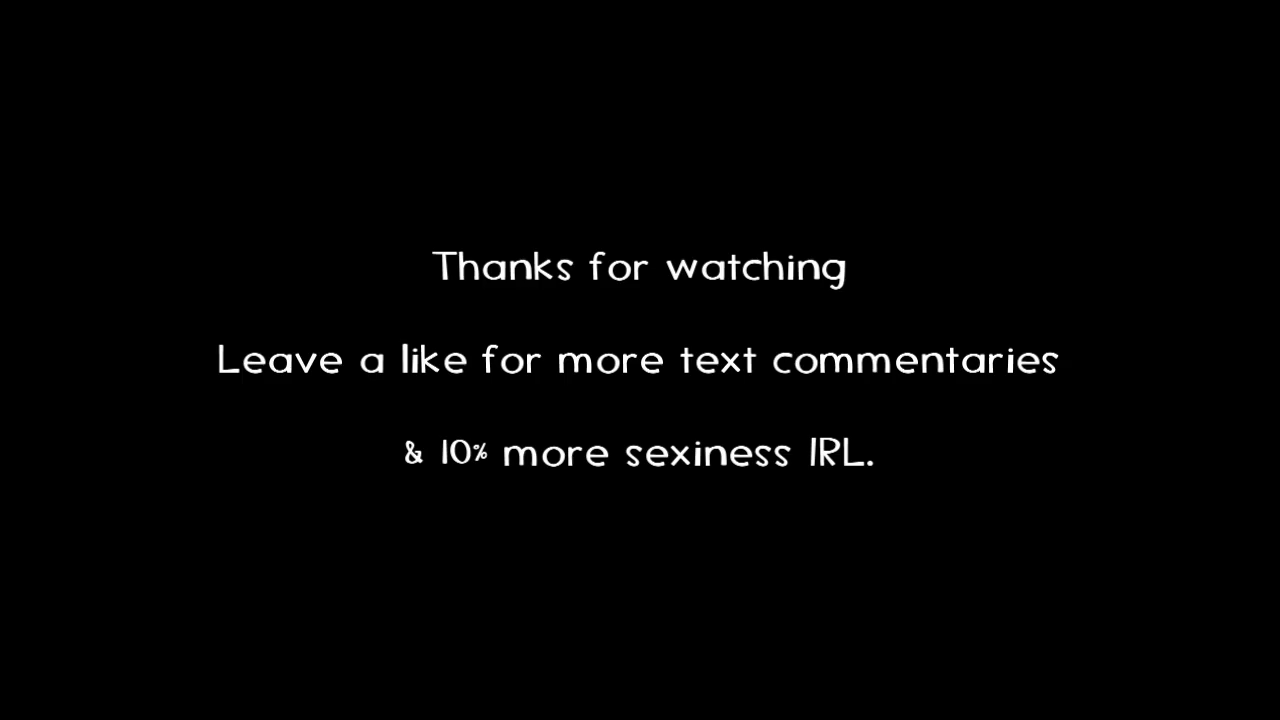 Thanks for watching
Leave a like for more text commentaries
& 10% more sexiness IRL.